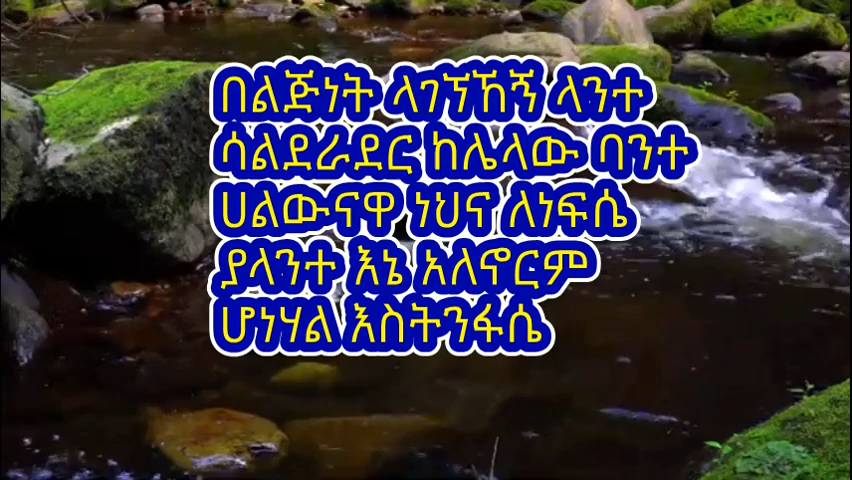 በልጅነት ላገኘኸኝ ላንተ
ሳልደራደር ከሌላው ባንተ
ሀልውናዋ ነህና ለነፍሴ
ያላንተ እኔ አለኖርም
ሆነሃል እስትንፋሴ